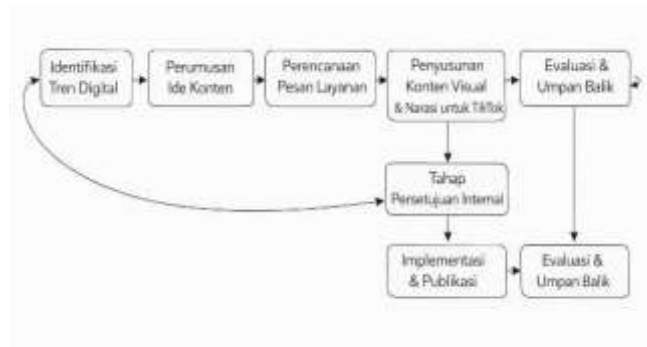 Identifikasi
Tren Digital
Perumusan
Ide Konten
Perencanaan
Pesan Layanan
Penyusunan
Konten Visual
& Narasi untuk TikTok
Evaluasi &
Umpan Balik
Tahap
Persetujuan Internal
Implementasi
& Publikasi
Evaluasi &
Umpan Balik